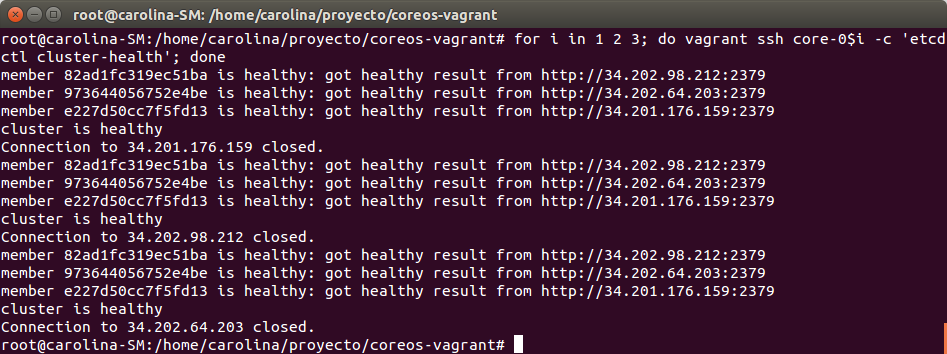 root@carolina-SM: /home/carolina/proyecto/coreos-vagrant
root@carolina-SM:/home/carolina/proyecto/coreos-vagrant# for i in 1 2 3; do vagrant ssh core-0$i -c 'etcd
ctl cluster-health'; done
member 82ad1fc319ec51ba is healthy: got healthy result from http://34.202.98.212:2379
member 973644056752e4be is healthy: got healthy result from http://34.202.64.203:2379
member e227d50cc7f5fd13 is healthy: got healthy result from http://34.201.176.159:2379
cluster is healthy
Connection to 34.201.176.159 closed.
member 82ad1fc319ec51ba is healthy: got healthy result from http://34.202.98.212:2379
member 973644056752e4be is healthy: got healthy result from http://34.202.64.203:2379
member e227d50cc7f5fd13 is healthy: got healthy result from http://34.201.176.159:2379
cluster is healthy
Connection to 34.202.98.212 closed.
member 82ad1fc319ec51ba is healthy: got healthy result from http://34.202.98.212:2379
member 973644056752e4be is healthy: got healthy result from http://34.202.64.203:2379
member e227d50cc7f5fd13 is healthy: got healthy result from http://34.201.176.159:2379
cluster is healthy
Connection to 34.202.64.203 closed.
root@carolina-SM:/home/carolina/proyecto/coreos-vagrant#